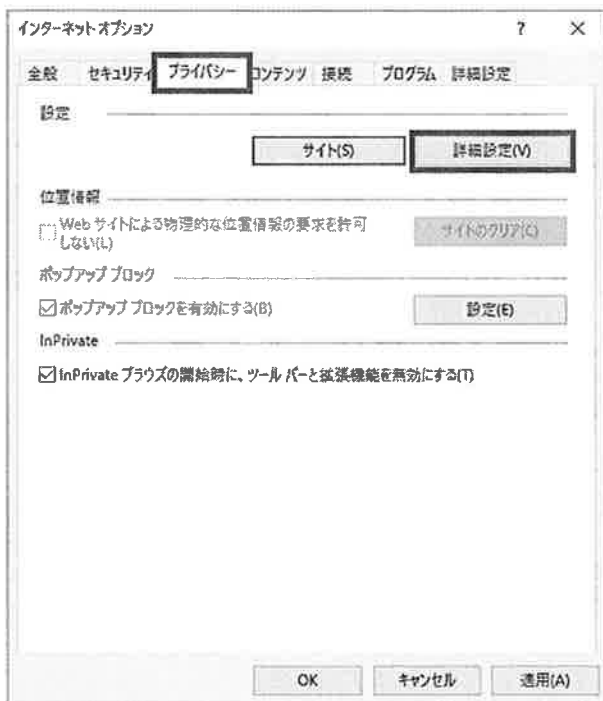 インターネット オプション ? ×
全般 セキュリティ プライバシー コンテンツ 接続 プログラム 詳細設定
設定
サイト(S) 詳細設定(V)
位置情報
Web サイトによる物理的な位置情報の要求を許可
しない(L)
サイトのクリア(C)
ポップアップ ブロック
ポップアップ ブロックを有効にする(B) 設定(E)
InPrivate
InPrivate ブラウズの開始時に、ツール バーと拡張機能を無効にする(T)
OK キャンセル 適用(A)